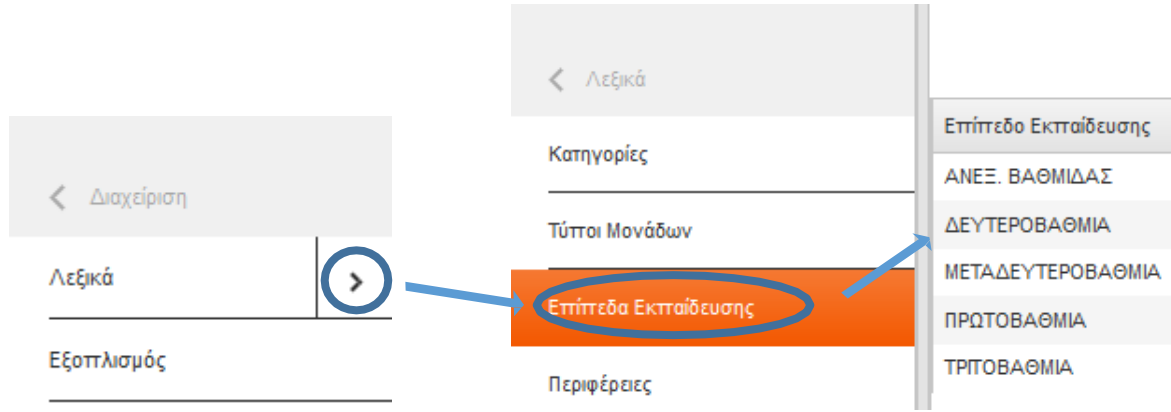 Διαχείριση
Λεξικά
Εξοπλισμός
Λεξικά
Κατηγορίες
Τύποι Μονάδων
Επίπεδα Εκπαίδευσης
Περιφέρειες
Επίπεδο Εκπαίδευσης
ΑΝΕΞ. ΒΑΘΜΙΔΑΣ
ΔΕΥΤΕΡΟΒΑΘΜΙΑ
ΜΕΤΑΔΕΥΤΕΡΟΒΑΘΜΙΑ
ΠΡΩΤΟΒΑΘΜΙΑ
ΤΡΙΤΟΒΑΘΜΙΑ